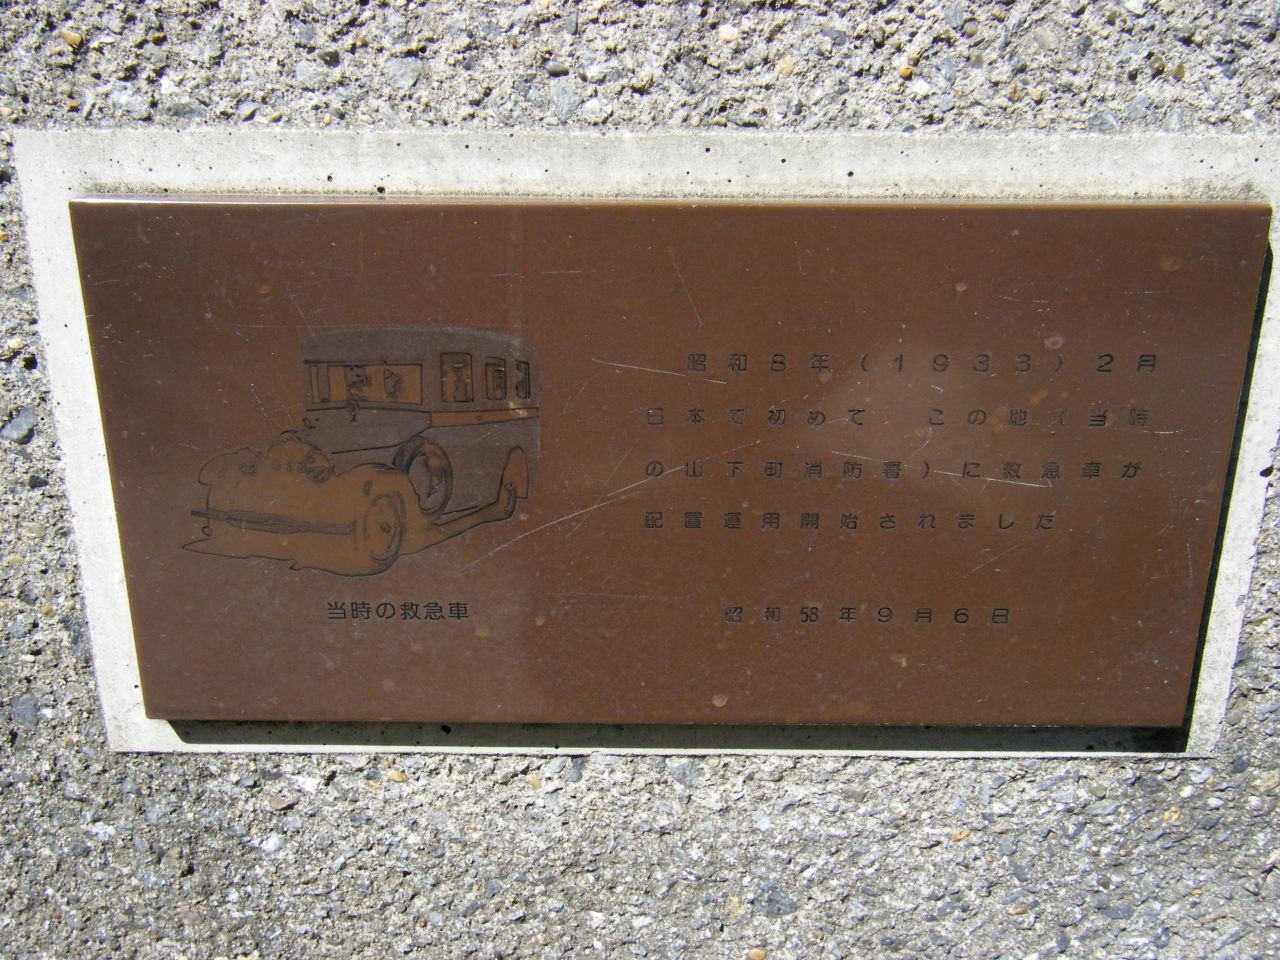 昭和8年(1933)2月
日本で初めて この地(当時
の山下町消防署)に救急車が
配置運用開始されました
昭和58年9月6日
当時の救急車